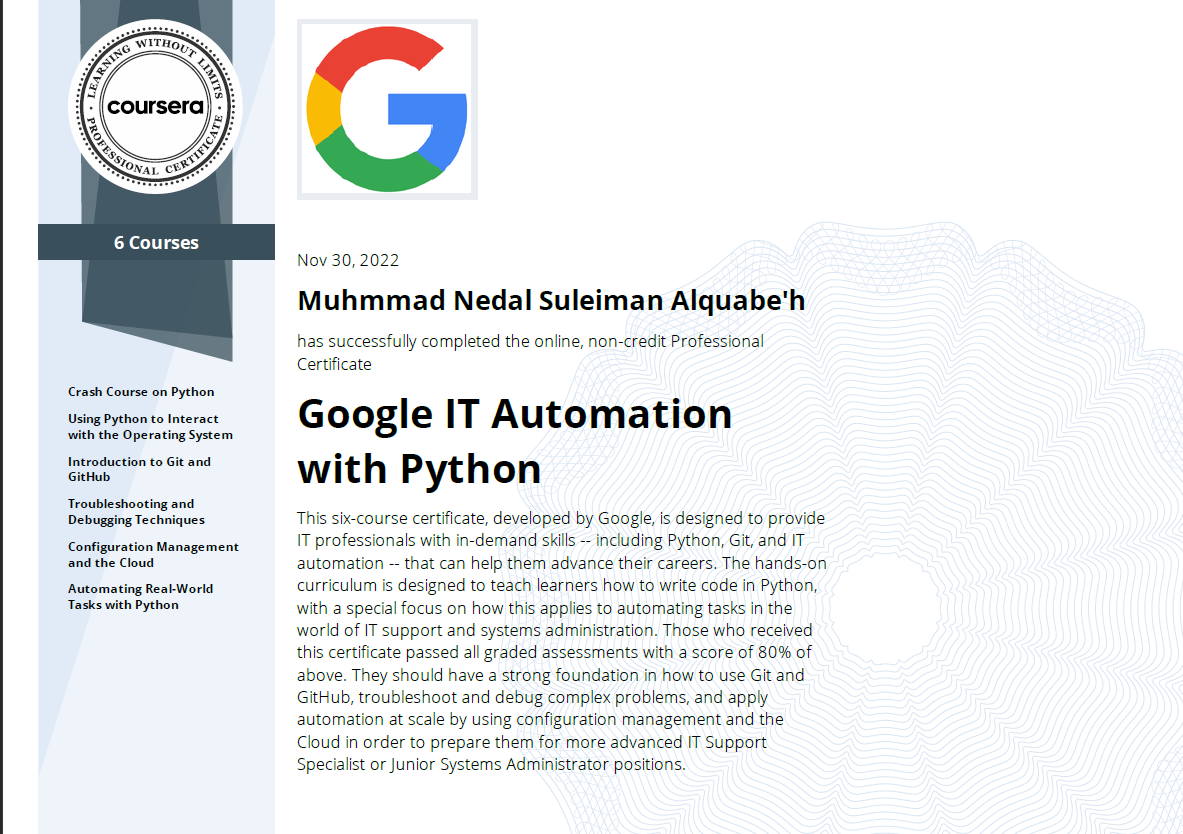 LEARNING WITHOUT LIMITS
coursera
PROFESSIONAL CERTIFICATE
6 Courses
Crash Course on Python
Using Python to Interact
with the Operating System
Introduction to Git and
GitHub
Troubleshooting and
Debugging Techniques
Configuration Management
and the Cloud
Automating Real-World
Tasks with Python
G
Nov 30, 2022
Muhmmad Nedal Suleiman Alquabe'h
has successfully completed the online, non-credit Professional
Certificate
Google IT Automation
with Python
This six-course certificate, developed by Google, is designed to provide
IT professionals with in-demand skills -- including Python, Git, and IT
automation -- that can help them advance their careers. The hands-on
curriculum is designed to teach learners how to write code in Python,
with a special focus on how this applies to automating tasks in the
world of IT support and systems administration. Those who received
this certificate passed all graded assessments with a score of 80% of
above. They should have a strong foundation in how to use Git and
GitHub, troubleshoot and debug complex problems, and apply
automation at scale by using configuration management and the
Cloud in order to prepare them for more advanced IT Support
Specialist or Junior Systems Administrator positions.